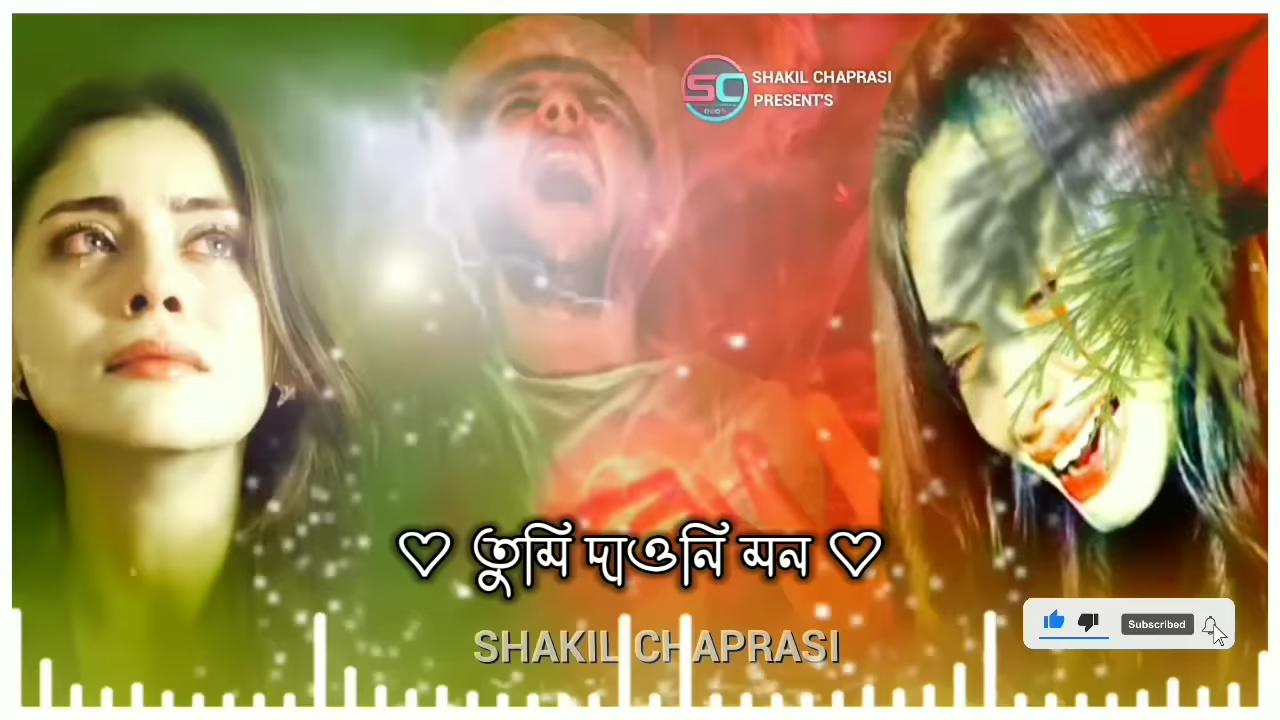 SC
SHAKIL CHAPRASI
PRESENT'S
♡ তুমি দাওনি মন ♡
SHAKIL CHAPRASI
Subscribed